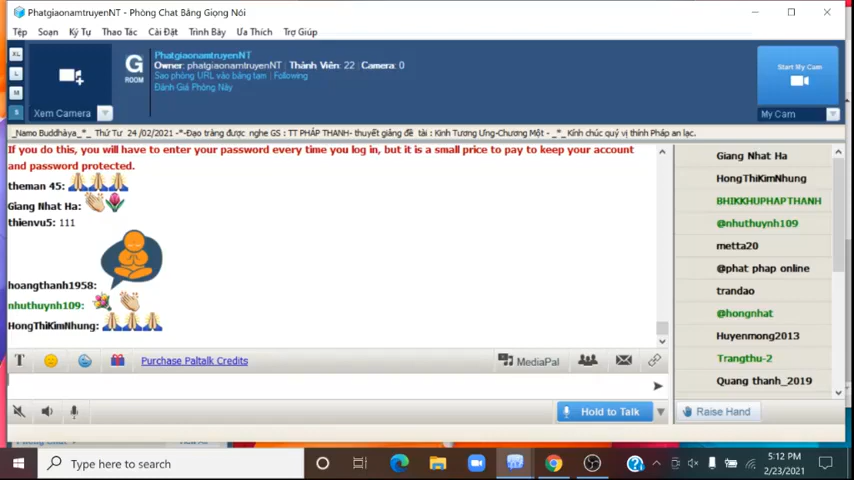 PhatgiaonamtruyenNT - Phòng Chat Bằng Giọng Nói
Tệp Soạn Ký Tự Thao Tác Cài Đặt Trình Bày Ưa Thích Trợ Giúp
XL
L
M
S
Xem Camera
G
ROOM
PhatgiaonamtruyenNT
Owner: phatgiaonamtruyenNT | Thành Viên: 22 | Camera: 0
Sao phòng URL vào bảng tạm | Following
Đánh Giá Phòng Này
Start My Cam
My Cam
_Namo Buddhàya_*_ Thứ Tư 24 /02/2021 -*-Đạo tràng được nghe GS : TT PHÁP THANH- thuyết giảng đề tài : Kinh Tương Ưng-Chương Một - _*_ Kính chúc quý vị thính Pháp an lạc.
If you do this, you will have to enter your password every time you log in, but it is a small price to pay to keep your account
and password protected.
theman 45:
Giang Nhat Ha:
thienvu5: 111
hoangthanh1958:
nhuthuynh109:
HongThiKimNhung:
Giang Nhat Ha
HongThiKimNhung
BHIKKHUPHAPTHANH
@nhuthuynh109
metta20
@phat phap online
trandao
@hongnhat
Huyenmong2013
Trangthu-2
Quang thanh_2019
T Purchase Paltalk Credits MediaPal
Hold to Talk Raise Hand
Type here to search
5:12 PM
2/23/2021